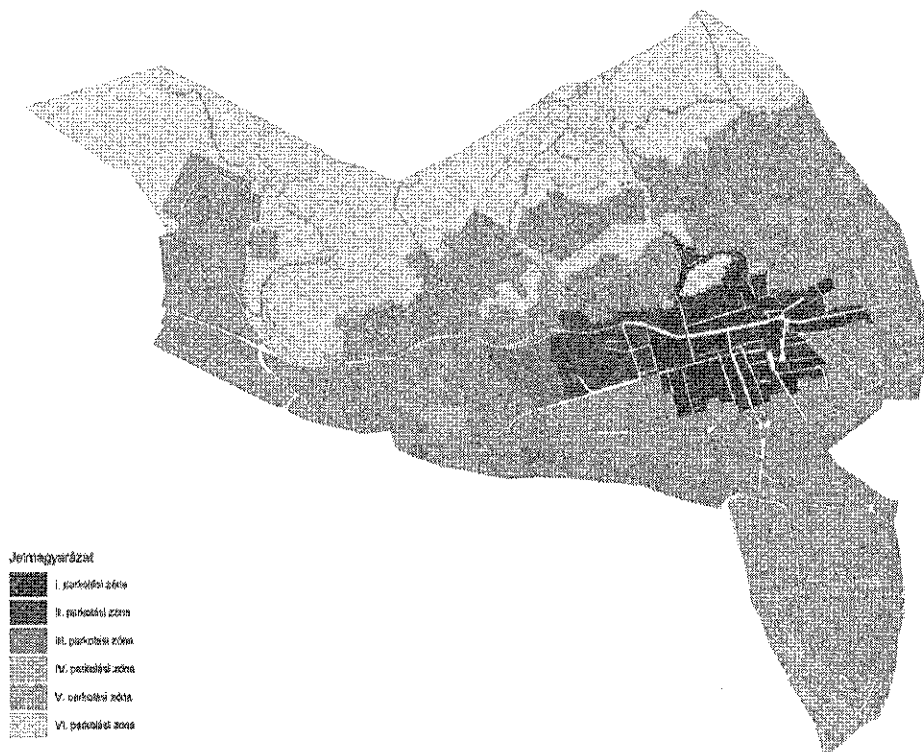 Jelmagyarázat
I. parkolási zóna
II. parkolási zóna
III. parkolási zóna
IV. parkolási zóna
V. parkolási zóna
VI. parkolási zóna